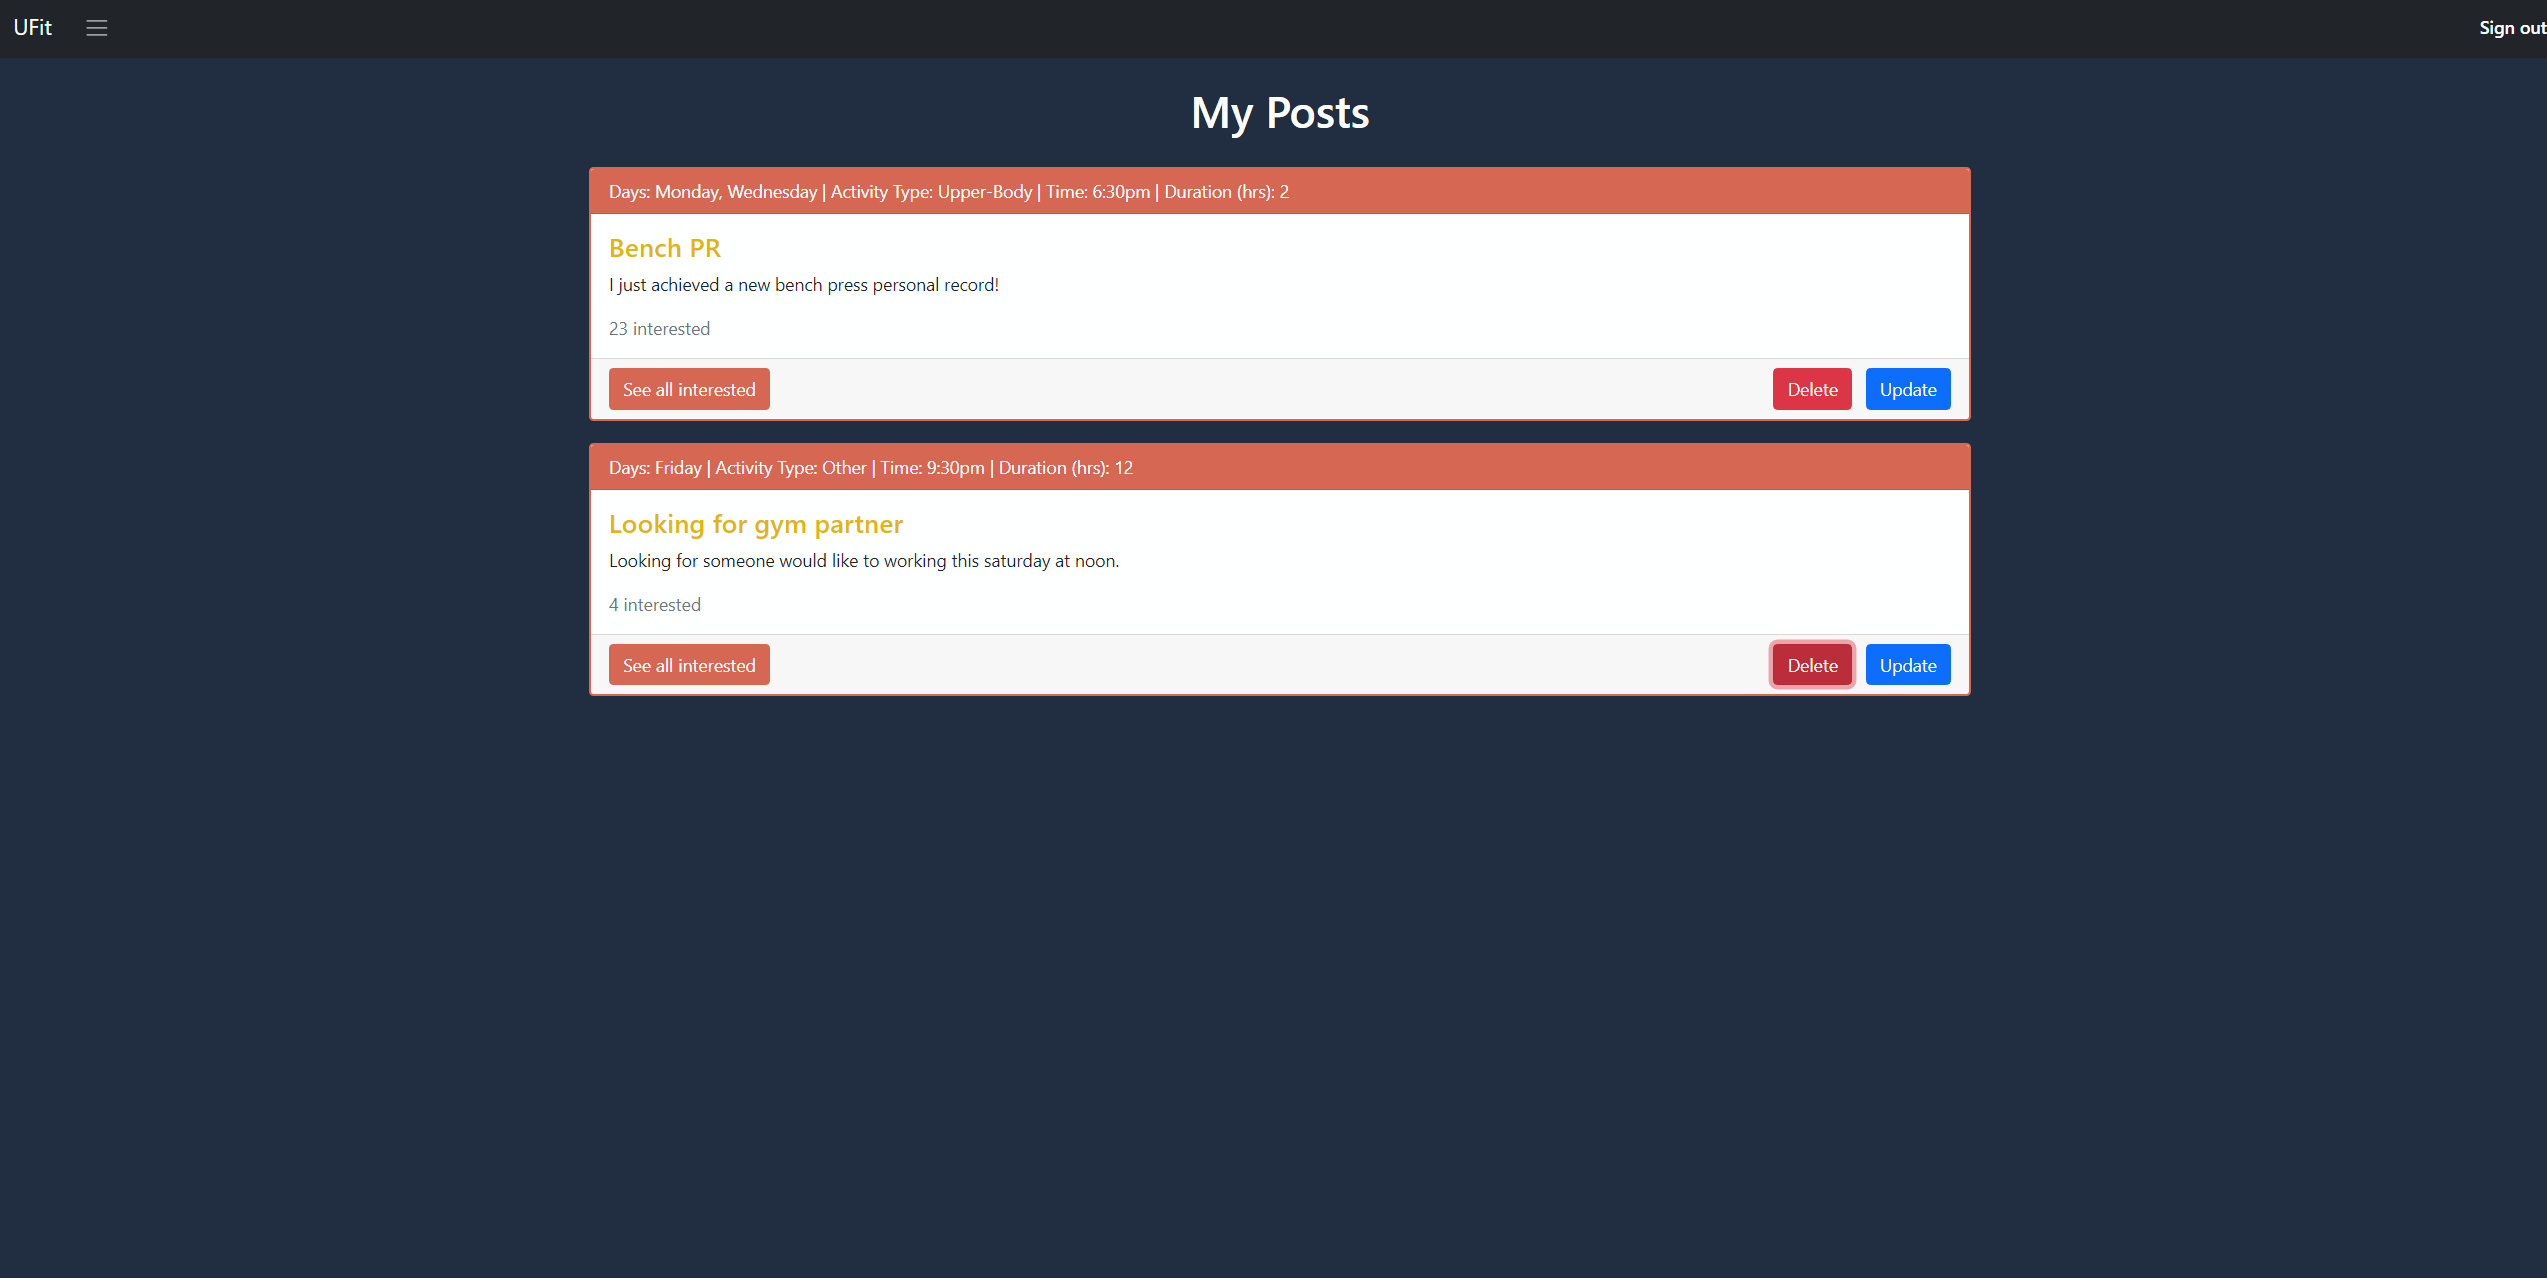 UFit
Sign out
My Posts
Days: Monday, Wednesday | Activity Type: Upper-Body | Time: 6:30pm | Duration (hrs): 2
Bench PR
I just achieved a new bench press personal record!
23 interested
See all interested
Delete
Update
Days: Friday | Activity Type: Other | Time: 9:30pm | Duration (hrs): 12
Looking for gym partner
Looking for someone would like to working this saturday at noon.
4 interested
See all interested
Delete
Update